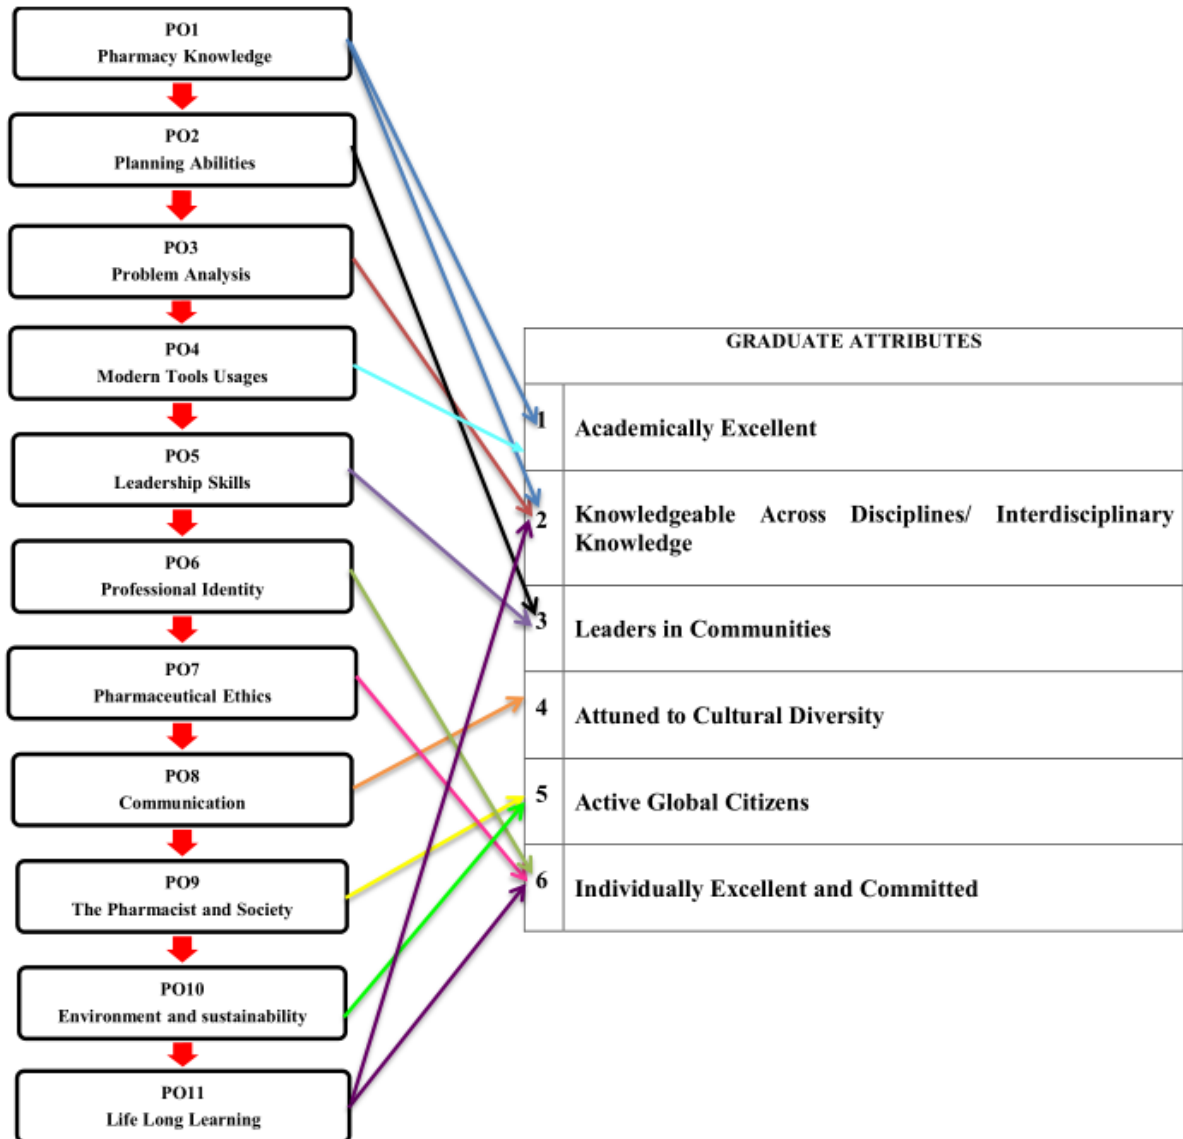 PO1
Pharmacy Knowledge
PO2
Planning Abilities
PO3
Problem Analysis
PO4
Modern Tools Usages
PO5
Leadership Skills
PO6
Professional Identity
PO7
Pharmaceutical Ethics
PO8
Communication
PO9
The Pharmacist and Society
PO10
Environment and sustainability
PO11
Life Long Learning
GRADUATE ATTRIBUTES
1 Academically Excellent
2 Knowledgeable Across Disciplines/ Interdisciplinary
Knowledge
3 Leaders in Communities
4 Attuned to Cultural Diversity
5 Active Global Citizens
6 Individually Excellent and Committed